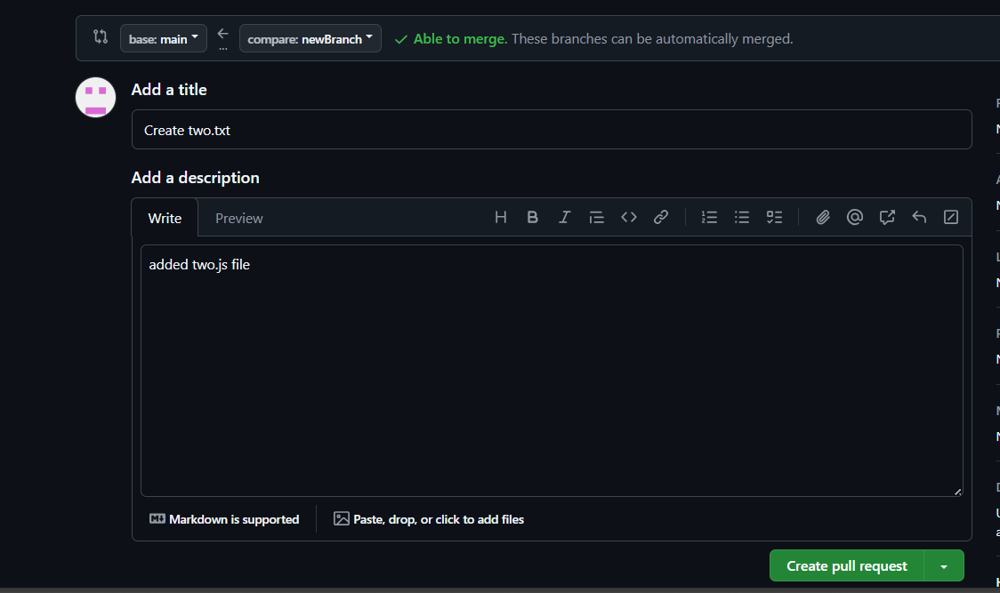 base: main compare: newBranch Able to merge. These branches can be automatically merged.
Add a title
Create two.txt
Add a description
Write Preview
added two.js file
Markdown is supported Paste, drop, or click to add files
Create pull request